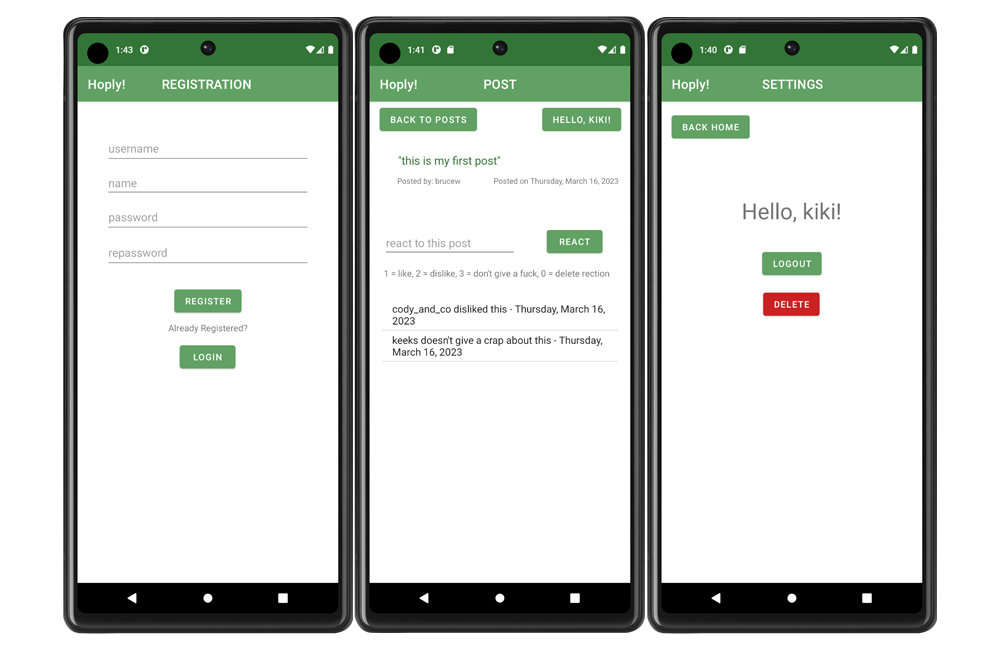 1:43
Hoply! REGISTRATION
username
name
password
repassword
REGISTER
Already Registered?
LOGIN
1:41
Hoply! POST
BACK TO POSTS HELLO, KIKI!
"this is my first post"
Posted by: brucew Posted on Thursday, March 16, 2023
react to this post REACT
1 = like, 2 = dislike, 3 = don't give a fuck, 0 = delete rection
cody_and_co disliked this - Thursday, March 16,
2023
keeks doesn't give a crap about this - Thursday,
March 16, 2023
1:40
Hoply! SETTINGS
BACK HOME
Hello, kiki!
LOGOUT
DELETE